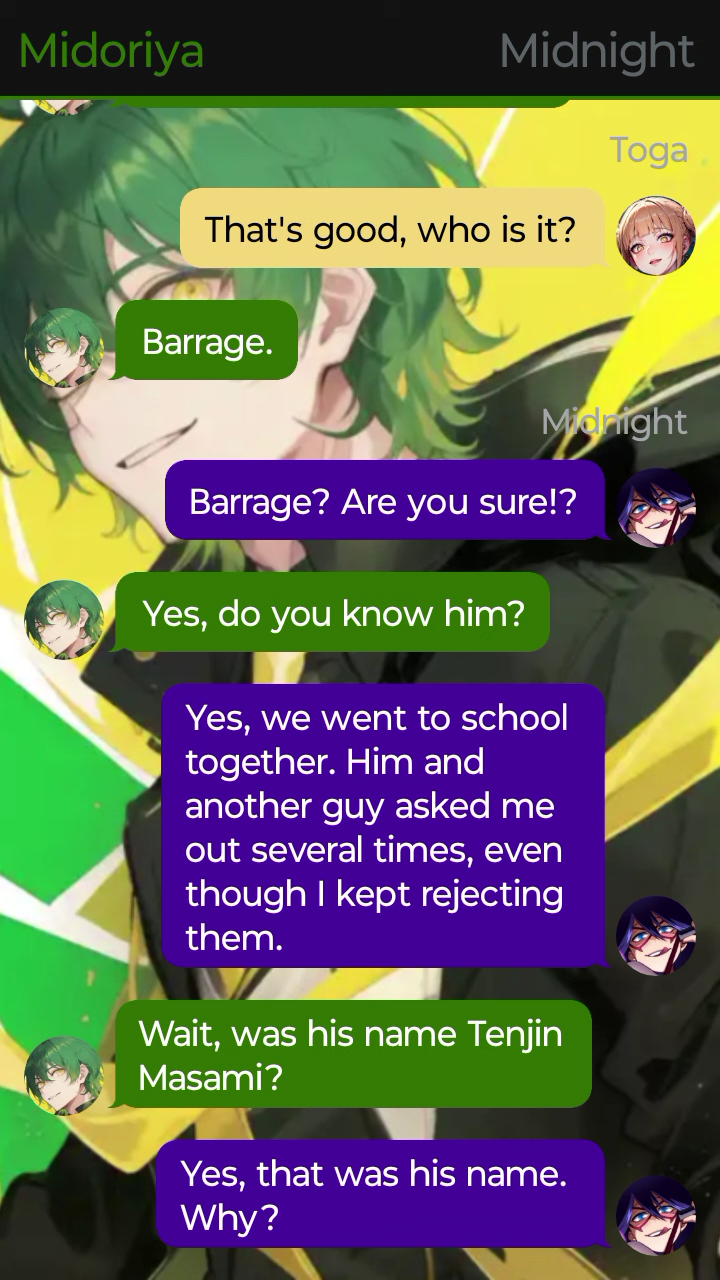 Midoriya
Midnight
Toga
That's good, who is it?
Barrage.
Midnight
Barrage? Are you sure!?
Yes, do you know him?
Yes, we went to school
together. Him and
another guy asked me
out several times, even
though I kept rejecting
them.
Wait, was his name Tenjin
Masami?
Yes, that was his name.
Why?